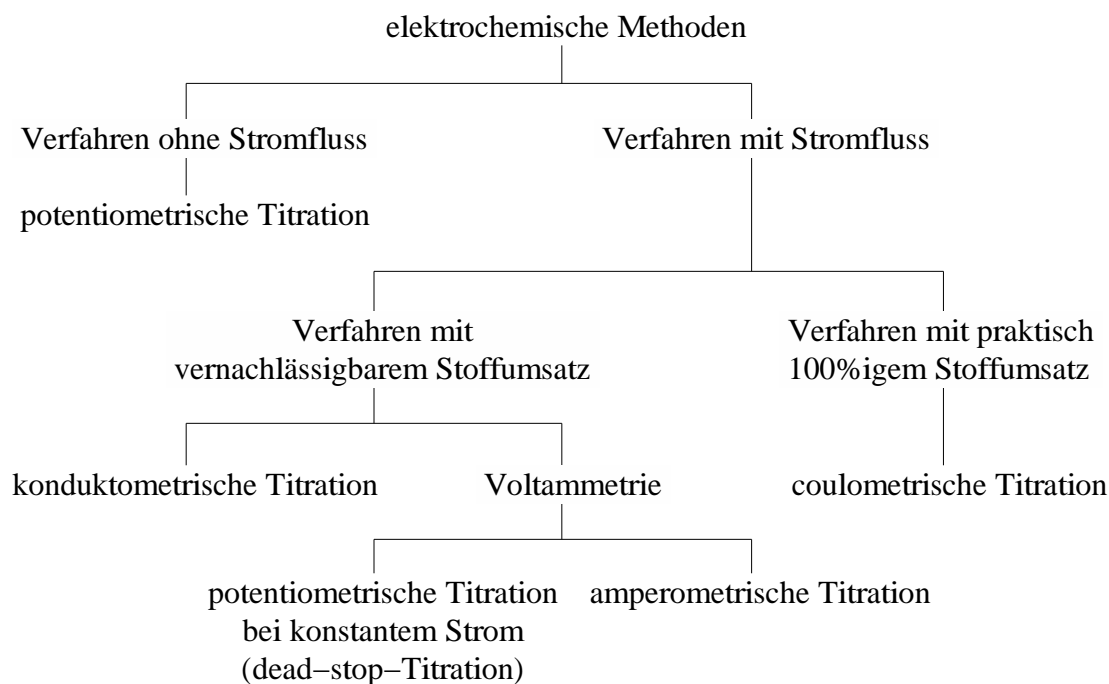 elektrochemische Methoden
Verfahren ohne Stromfluss
Verfahren mit Stromfluss
potentiometrische Titration
Verfahren mit
vernachlässigbarem Stoffumsatz
Verfahren mit praktisch
100%igem Stoffumsatz
konduktometrische Titration
Voltammetrie
coulometrische Titration
potentiometrische Titration
bei konstantem Strom
(dead−stop−Titration)
amperometrische Titration